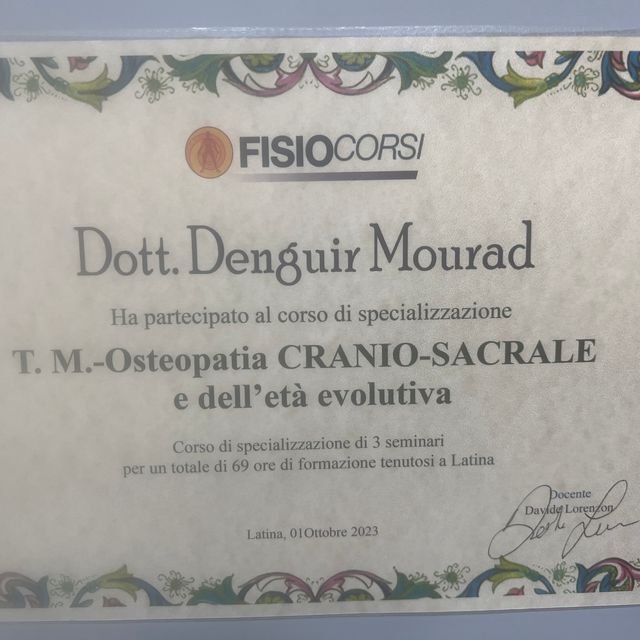 FISIOCORSI
Dott. Denguir Mourad
Ha partecipato al corso di specializzazione
T. M.-Osteopatia CRANIO-SACRALE
e dell'età evolutiva
Corso di specializzazione di 3 seminari
per un totale di 69 ore di formazione tenutosi a Latina
Docente
Davide Lorenzon
Latina, 01Ottobre 2023